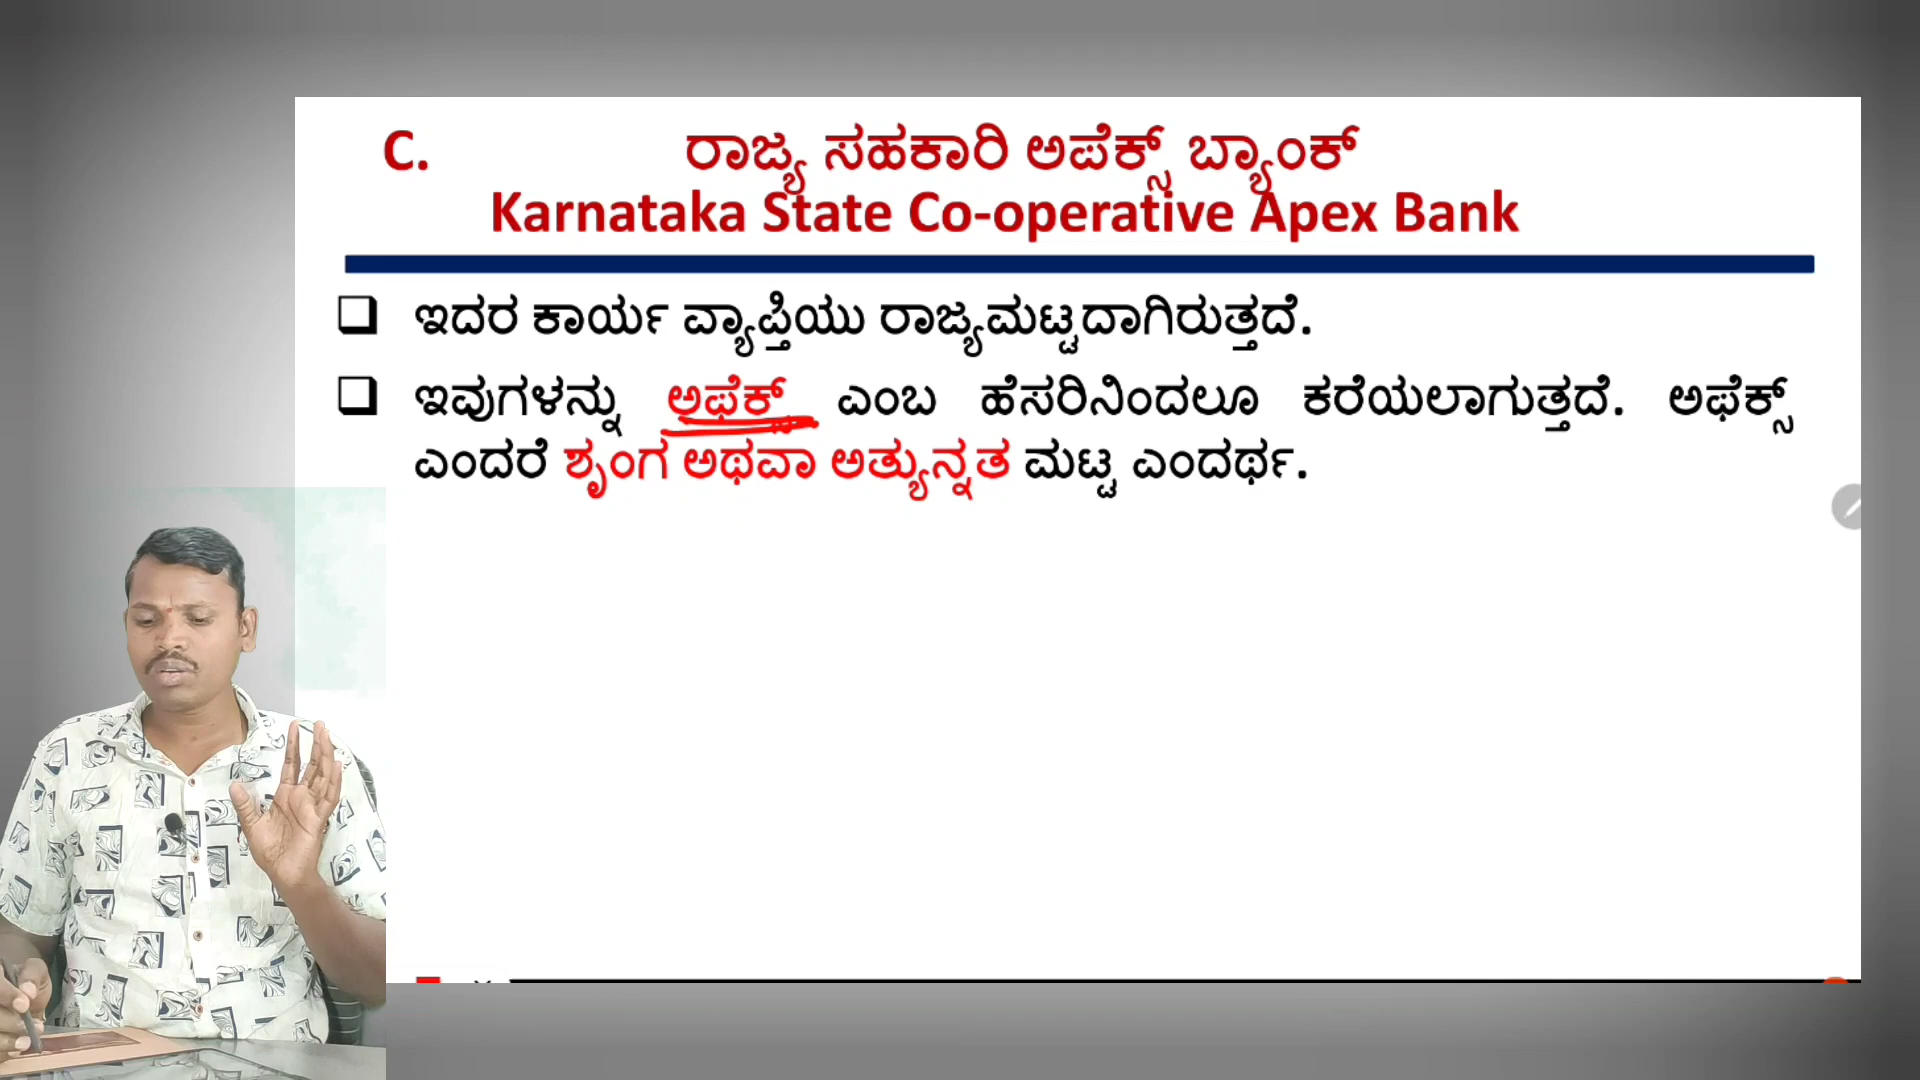 C. ರಾಜ್ಯ ಸಹಕಾರಿ ಅಪೆಕ್ಸ್ ಬ್ಯಾಂಕ್
Karnataka State Co-operative Apex Bank
ಇದರ ಕಾರ್ಯ ವ್ಯಾಪ್ತಿಯು ರಾಜ್ಯಮಟ್ಟದಾಗಿರುತ್ತದೆ.
ಇವುಗಳನ್ನು ಅಫೆಕ್ಸ್ ಎಂಬ ಹೆಸರಿನಿಂದಲೂ ಕರೆಯಲಾಗುತ್ತದೆ. ಅಫೆಕ್ಸ್
ಎಂದರೆ ಶೃಂಗ ಅಥವಾ ಅತ್ಯುನ್ನತ ಮಟ್ಟ ಎಂದರ್ಥ.